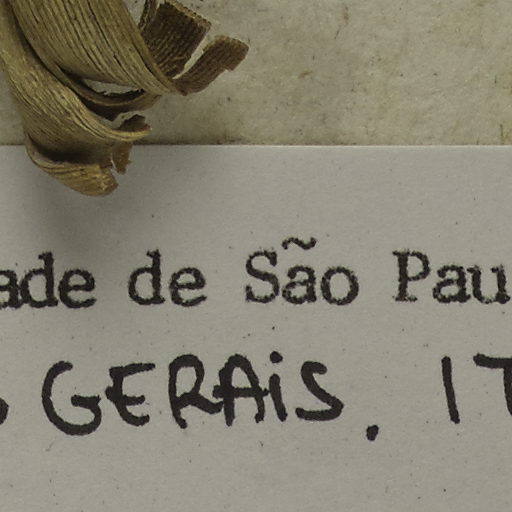 ade de São Pau
GERAIS. IT